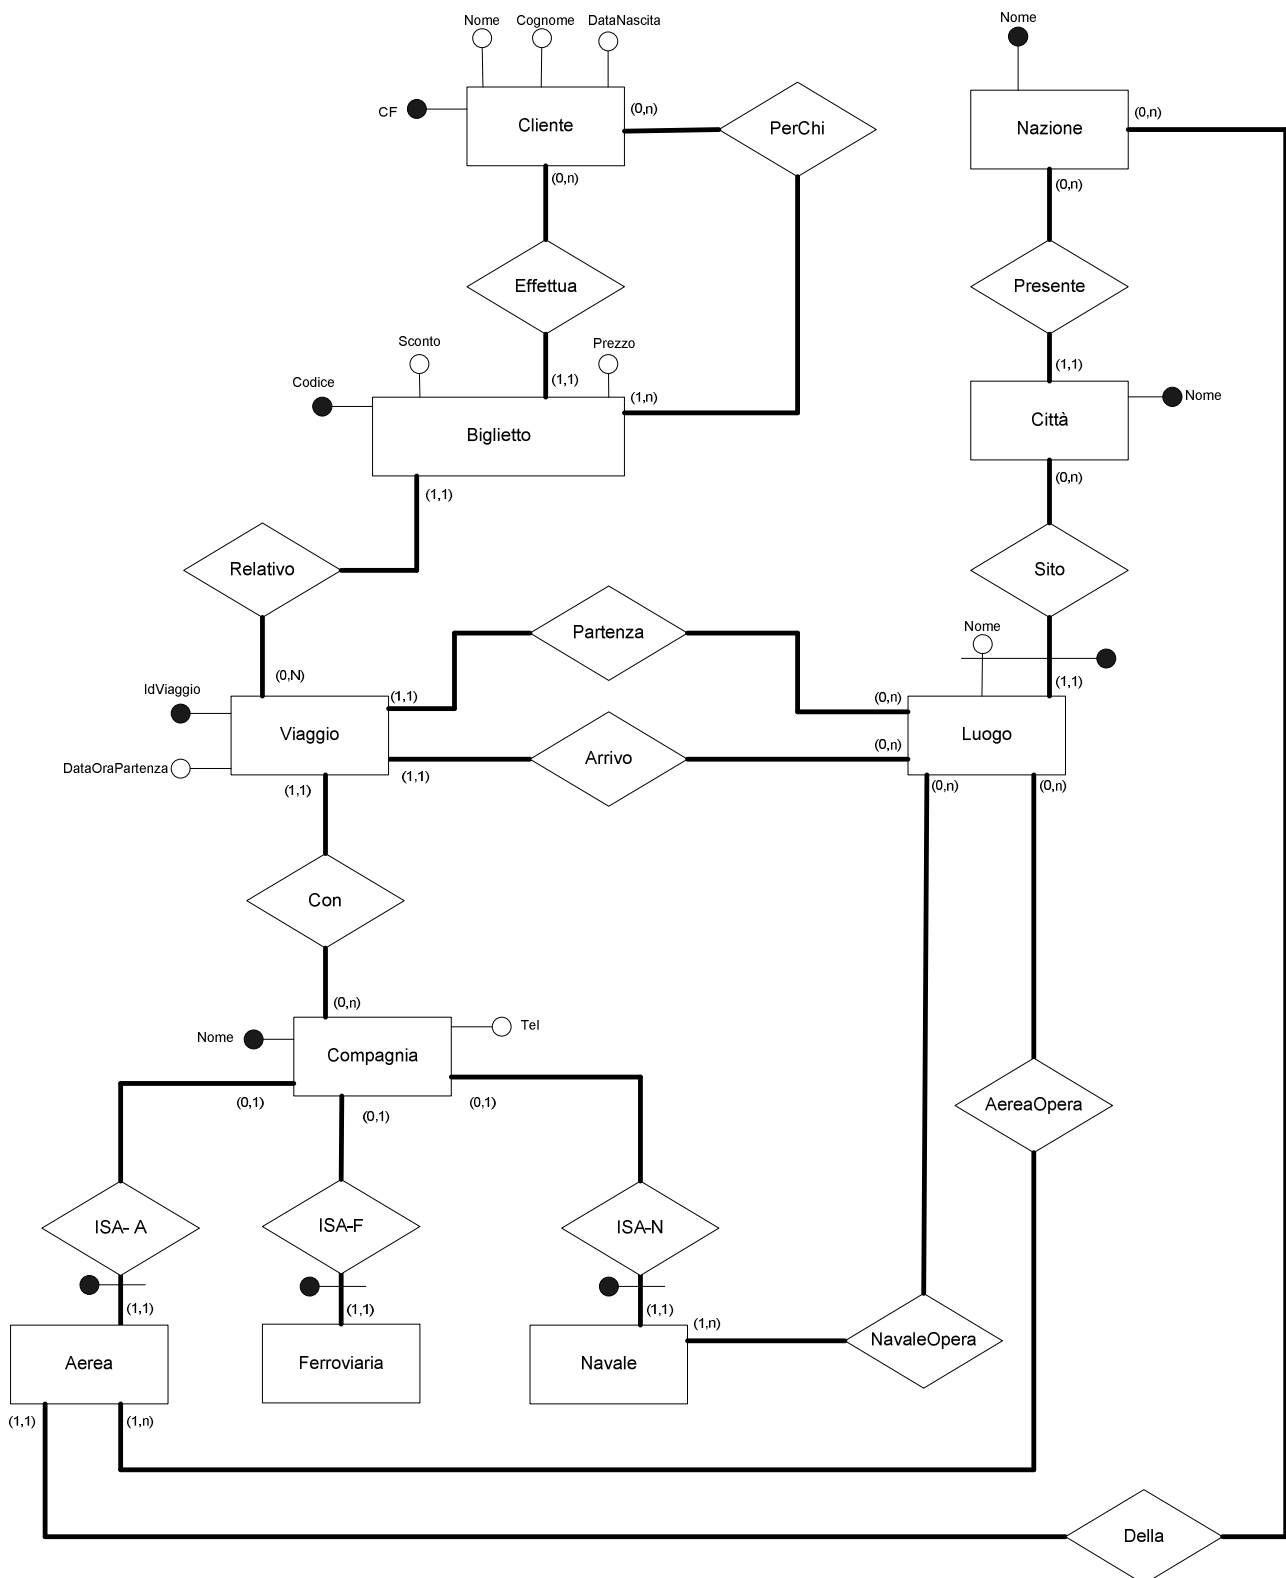 Nome
Cognome
DataNascita
Nome
CF
Cliente
(0,n)
PerChi
Nazione
(0,n)
(0,n)
(0,n)
Effettua
Presente
Sconto
Prezzo
Codice
(1,1)
(1,n)
(1,1)
Nome
Biglietto
Città
(1,1)
(0,n)
Relativo
Sito
Partenza
Nome
(0,N)
IdViaggio
(1,1)
(0,n)
(1,1)
Viaggio
Luogo
DataOraPartenza
(1,1)
Arrivo
(0,n)
(1,1)
(0,n)
(0,n)
Con
(0,n)
Nome
Tel
Compagnia
(0,1)
(0,1)
(0,1)
AereaOpera
ISA- A
ISA-F
ISA-N
(1,1)
(1,1)
(1,1)
(1,n)
NavaleOpera
Aerea
Ferroviaria
Navale
(1,1)
(1,n)
Della